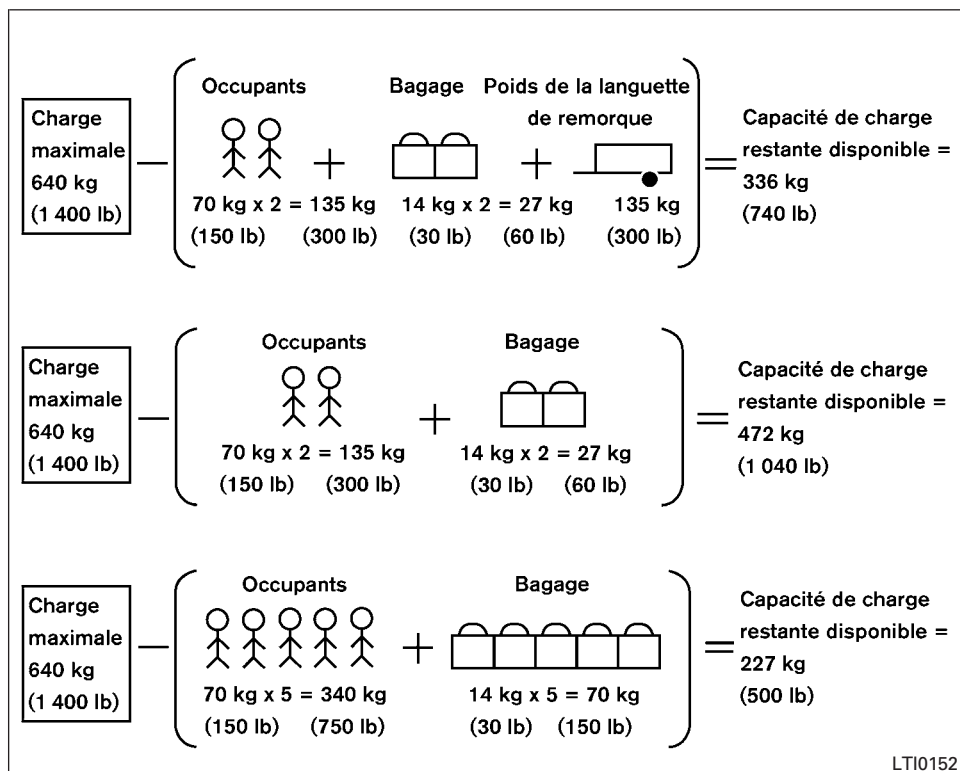 Occupants Bagage Poids de la languette
de remorque
Charge
maximale
640 kg
(1 400 lb)
70 kg x 2 = 135 kg 14 kg x 2 = 27 kg 135 kg
(150 lb) (300 lb) (30 lb) (60 lb) (300 lb)
Capacité de charge
restante disponible =
336 kg
(740 lb)
Occupants Bagage
Charge
maximale
640 kg
(1 400 lb)
70 kg x 2 = 135 kg 14 kg x 2 = 27 kg
(150 lb) (300 lb) (30 lb) (60 lb)
Capacité de charge
restante disponible =
472 kg
(1 040 lb)
Occupants Bagage
Charge
maximale
640 kg
(1 400 lb)
70 kg x 5 = 340 kg 14 kg x 5 = 70 kg
(150 lb) (750 lb) (30 lb) (150 lb)
Capacité de charge
restante disponible =
227 kg
(500 lb)
LTI0152